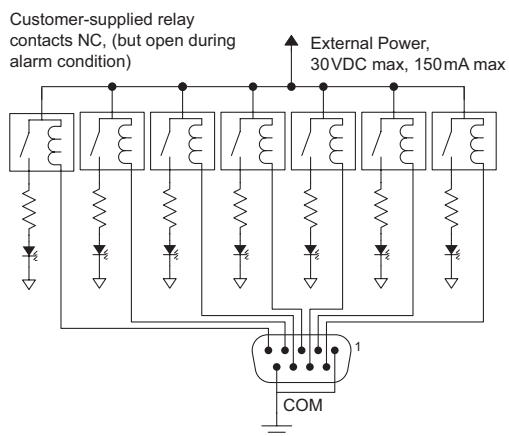 Customer-supplied relay
contacts NC, (but open during
alarm condition)
External Power,
30VDC max, 150mA max
1
COM